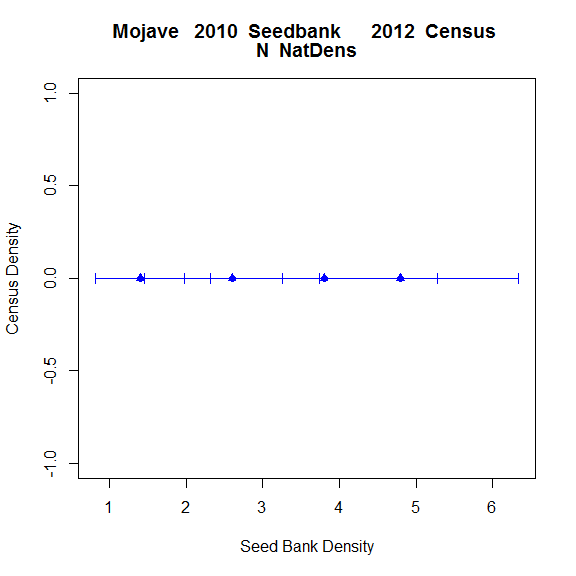 Mojave 2010 Seedbank 2012 Census
N NatDens
1.0
0.5
0.0
-0.5
-1.0
Census Density
1 2 3 4 5 6
Seed Bank Density